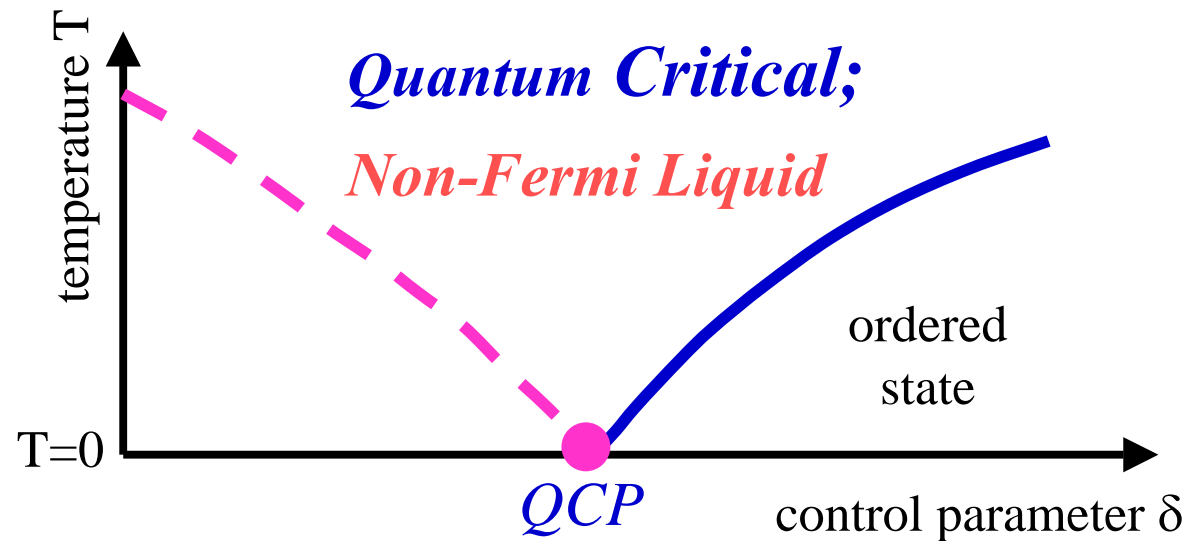 temperature T
Quantum Critical;
Non-Fermi Liquid
ordered
state
T=0
QCP
control parameter δ